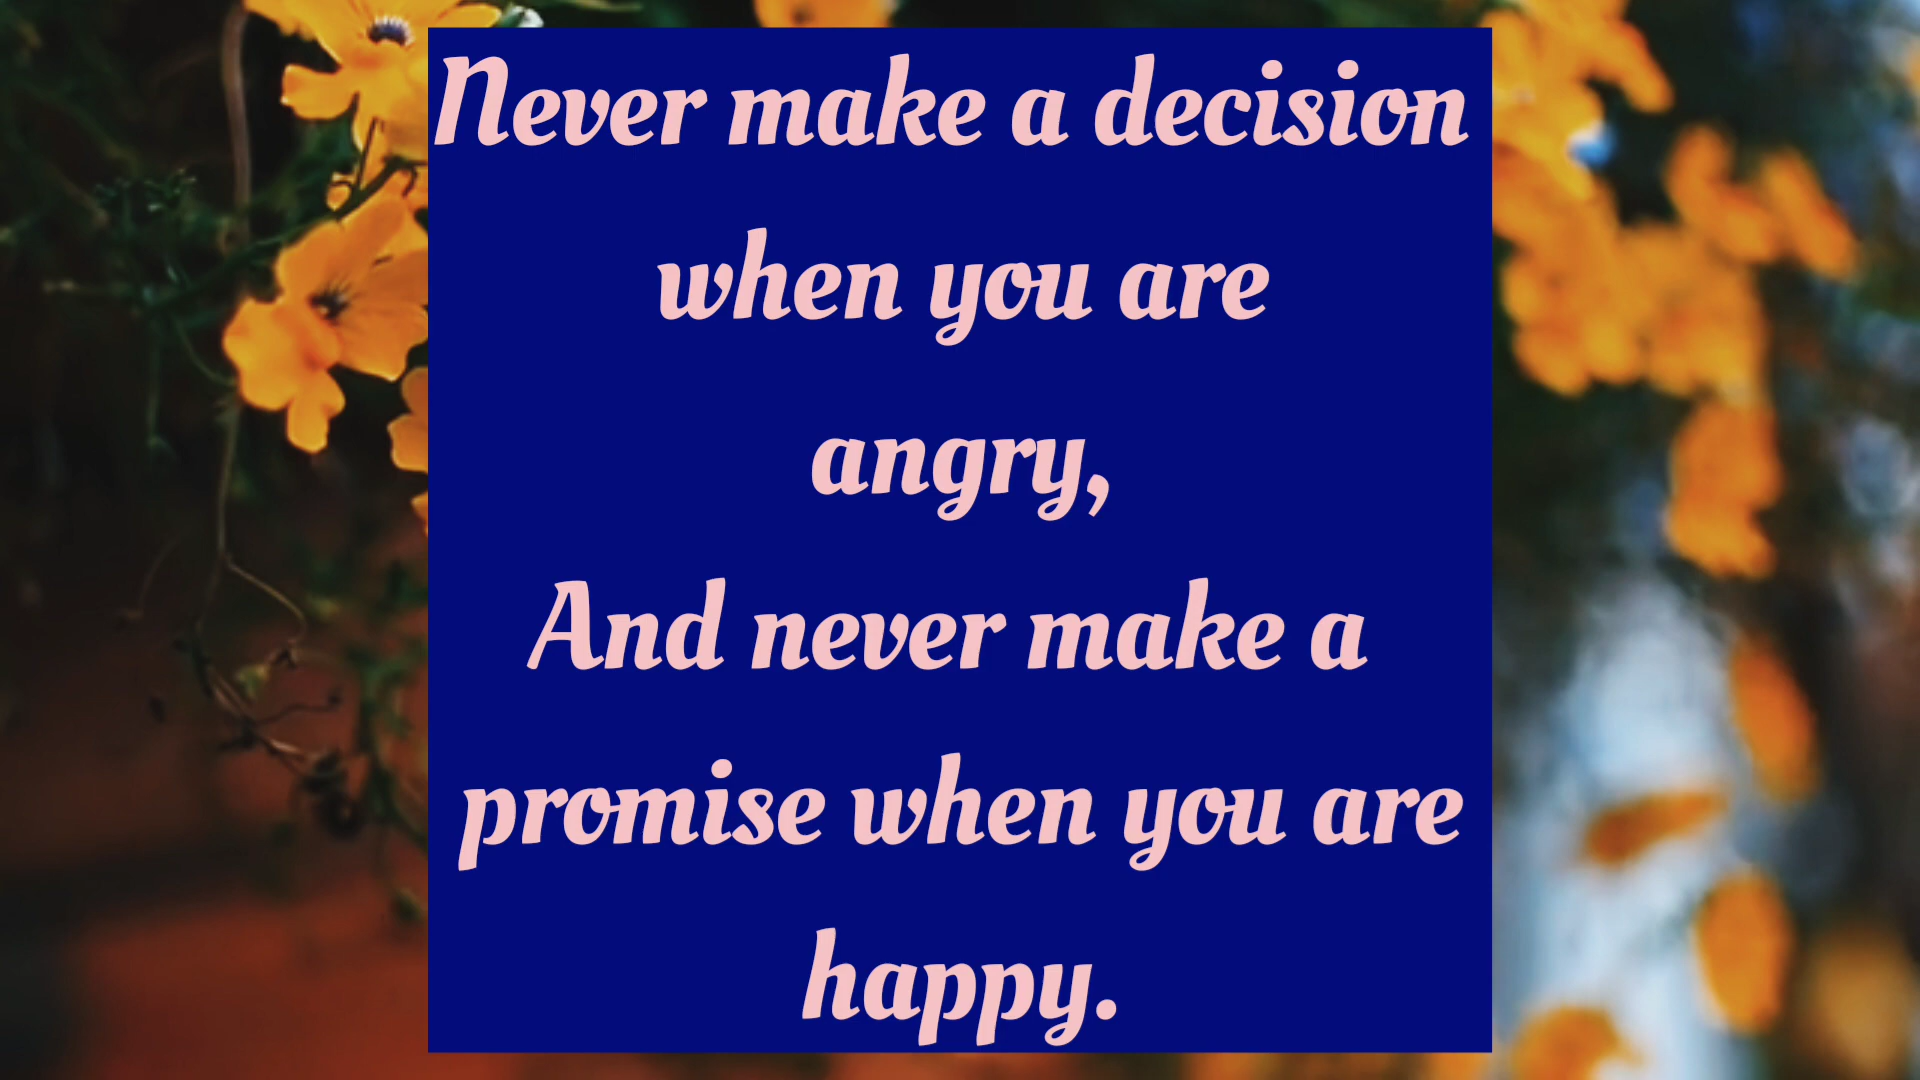 Never make a decision
when you are
angry,
And never make a
promise when you are
happy.